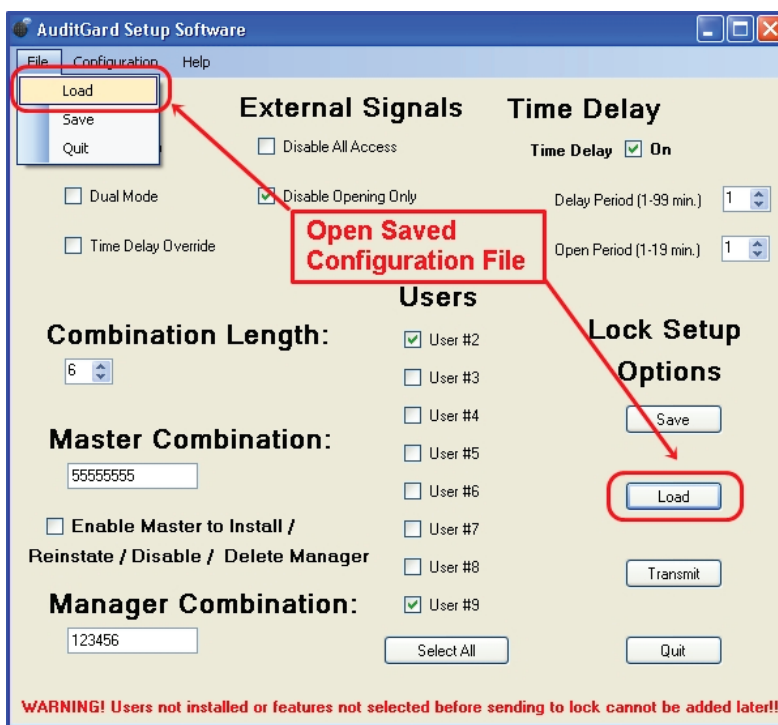 AuditGard Setup Software
File Configuration Help
Load
Save
Quit
External Signals
Disable All Access
Disable Opening Only
Time Delay
Time Delay On
Delay Period (1-99 min.) 1
Open Period (1-19 min.) 1
Dual Mode
Time Delay Override
Open Saved
Configuration File
Combination Length:
6
Master Combination:
55555555
Enable Master to Install /
Reinstate / Disable / Delete Manager
Manager Combination:
123456
Users
User #2
User #3
User #4
User #5
User #6
User #7
User #8
User #9
Select All
Lock Setup
Options
Save
Load
Transmit
Quit
WARNING! Users not installed or features not selected before sending to lock cannot be added later!!